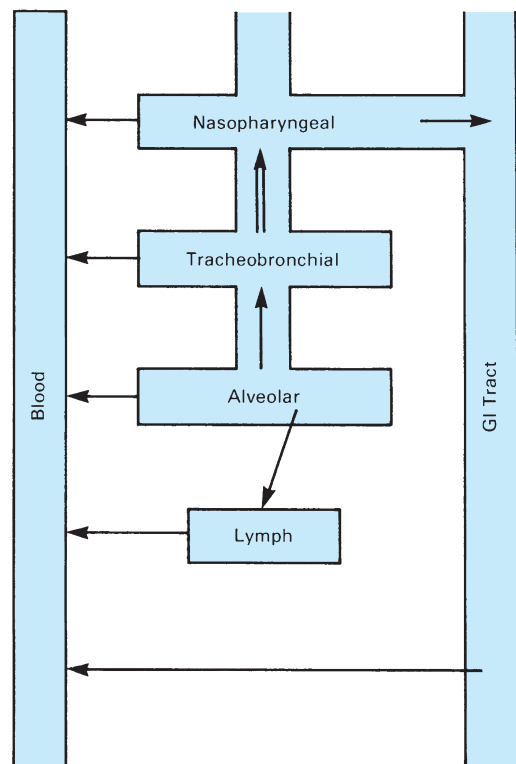 Nasopharyngeal
Tracheobronchial
Alveolar
Blood
GI Tract
Lymph